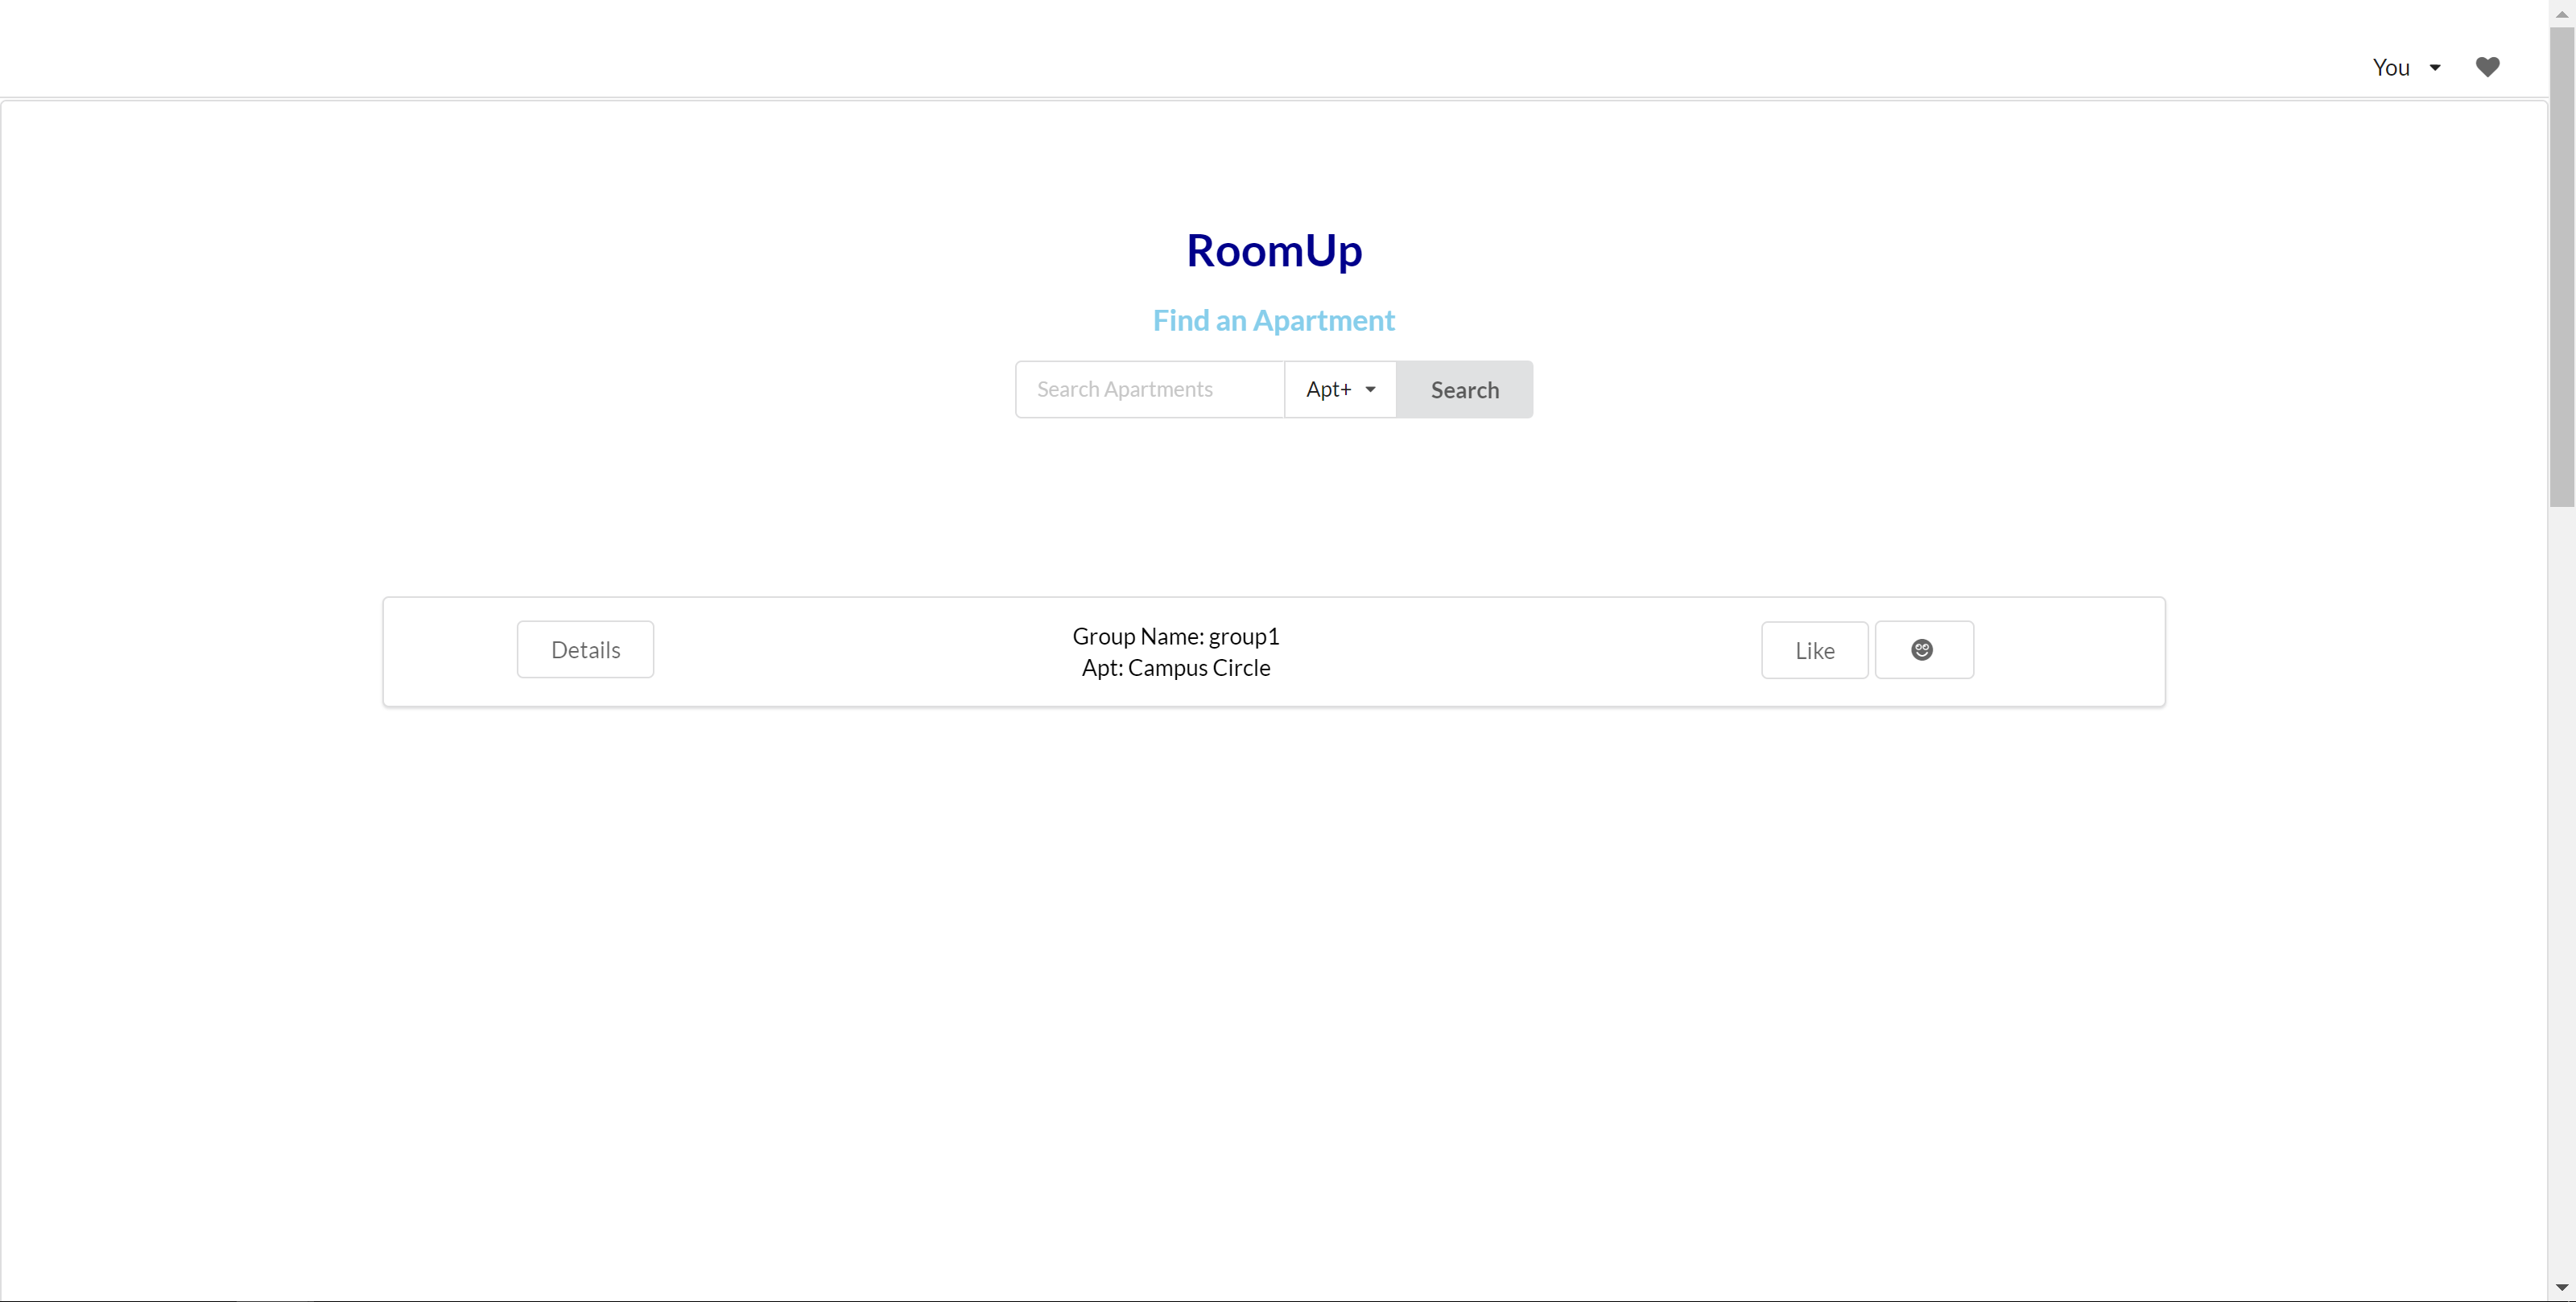 You
RoomUp
Find an Apartment
Search Apartments
Apt+
Search
Details
Group Name: group1
Apt: Campus Circle
Like